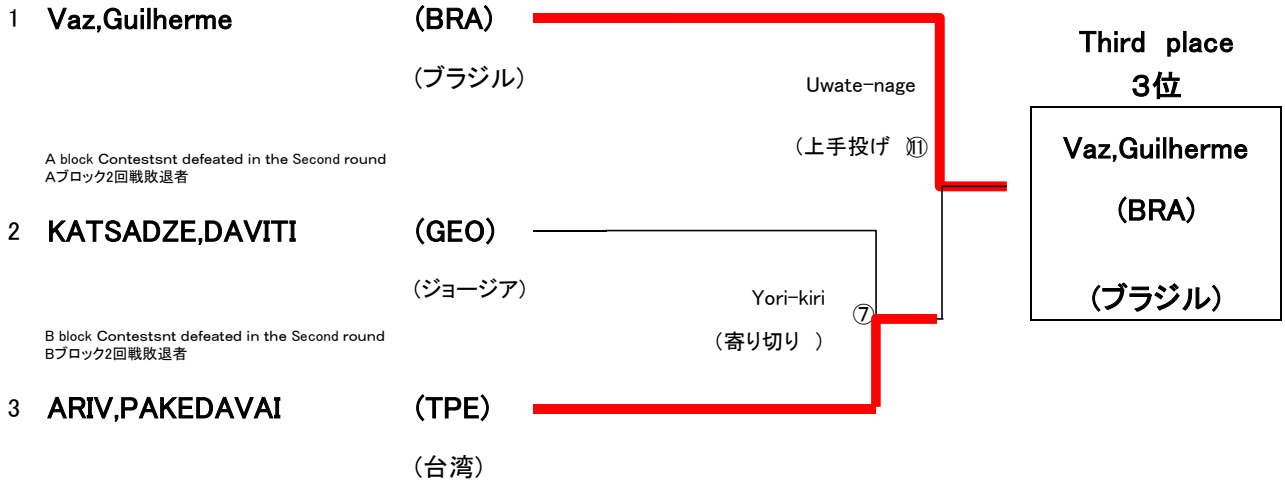 1 Vaz,Guilherme (BRA)
(ブラジル)
Uwate-nage
(上手投げ ⑪)
Third place
3位
Vaz,Guilherme
(BRA)
(ブラジル)
A block Contestsnt defeated in the Second round
Aブロック2回戦敗退者
2 KATSADZE,DAVITI (GEO)
(ジョージア)
Yori-kiri
⑦
(寄り切り )
B block Contestsnt defeated in the Second round
Bブロック2回戦敗退者
3 ARIV,PAKEDAVAI (TPE)
(台湾)